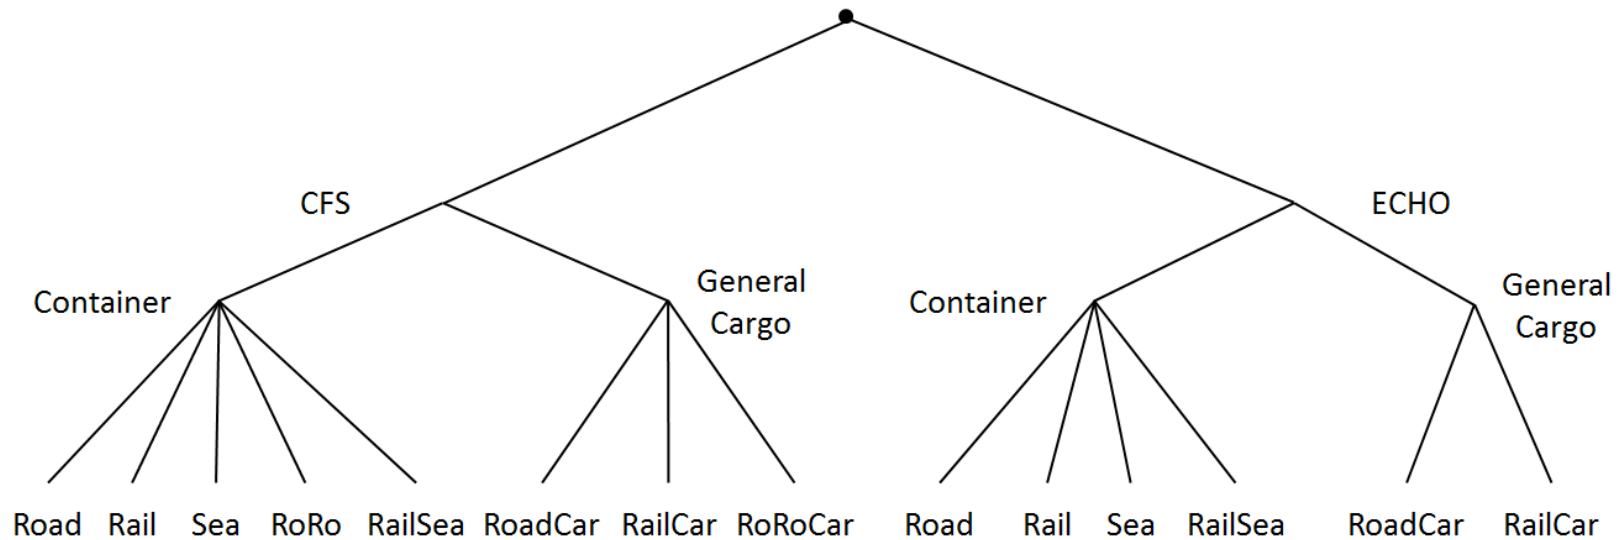 CFS
ECHO
Container
General
Cargo
Container
General
Cargo
Road Rail Sea RoRo RailSea RoadCar RailCar RoRoCar Road Rail Sea RailSea RoadCar RailCar